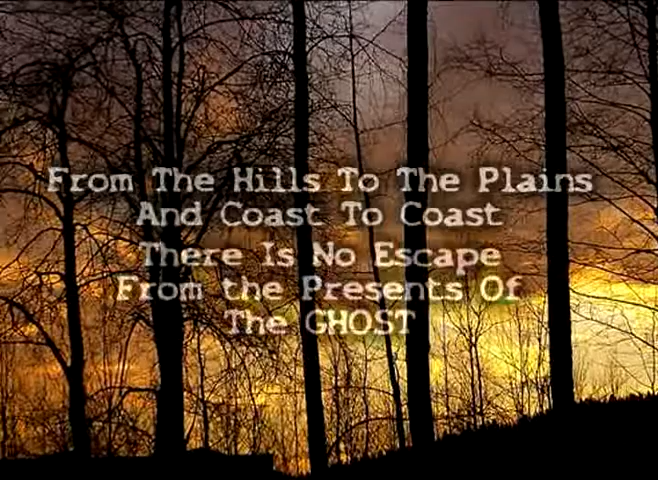 From The Hills To The Plains
And Coast To Coast
There Is No Escape
From the Presents Of
The GHOST